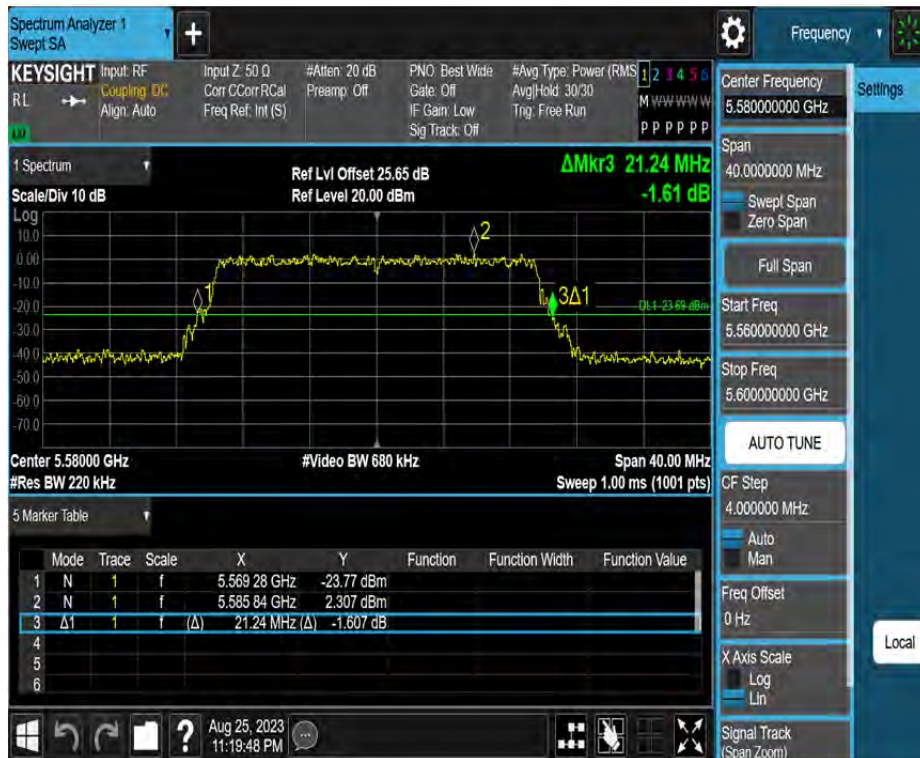 Spectrum Analyzer 1
Swept SA
Frequency
KEYSIGHT
RL
Input: RF
Coupling: DC
Align: Auto
Input Z: 50 Ω
Corr CCorr RCal
Freq Ref: Int (S)
#Atten: 20 dB
Preamp: Off
PNO: Best Wide
Gate: Off
IF Gain: Low
Sig Track: Off
#Avg Type: Power (RMS
Avg|Hold: 30/30
Trig: Free Run
1 2 3 4 5 6
M W W W W W
P P P P P P
Center Frequency
5.580000000 GHz
Settings
Span
40.0000000 MHz
Swept Span
Zero Span
Full Span
Start Freq
5.560000000 GHz
Stop Freq
5.600000000 GHz
AUTO TUNE
CF Step
4.000000 MHz
Auto
Man
Freq Offset
0 Hz
X Axis Scale
Log
Lin
Signal Track
(Span Zoom)
Local
1 Spectrum
Scale/Div 10 dB
Ref Lvl Offset 25.65 dB
Ref Level 20.00 dBm
ΔMkr3 21.24 MHz
-1.61 dB
Log
10.0
0.00
-10.0
-20.0
-30.0
-40.0
-50.0
-60.0
-70.0
1
2
3Δ1
DL1 -23.69 dBm
Center 5.58000 GHz
#Res BW 220 kHz
#Video BW 680 kHz
Span 40.00 MHz
Sweep 1.00 ms (1001 pts)
5 Marker Table
Mode Trace Scale X Y Function Function Width Function Value
1 N 1 f 5.569 28 GHz -23.77 dBm
2 N 1 f 5.585 84 GHz 2.307 dBm
3 Δ1 1 f (Δ) 21.24 MHz (Δ) -1.607 dB
4
5
6
?
Aug 25, 2023
11:19:48 PM